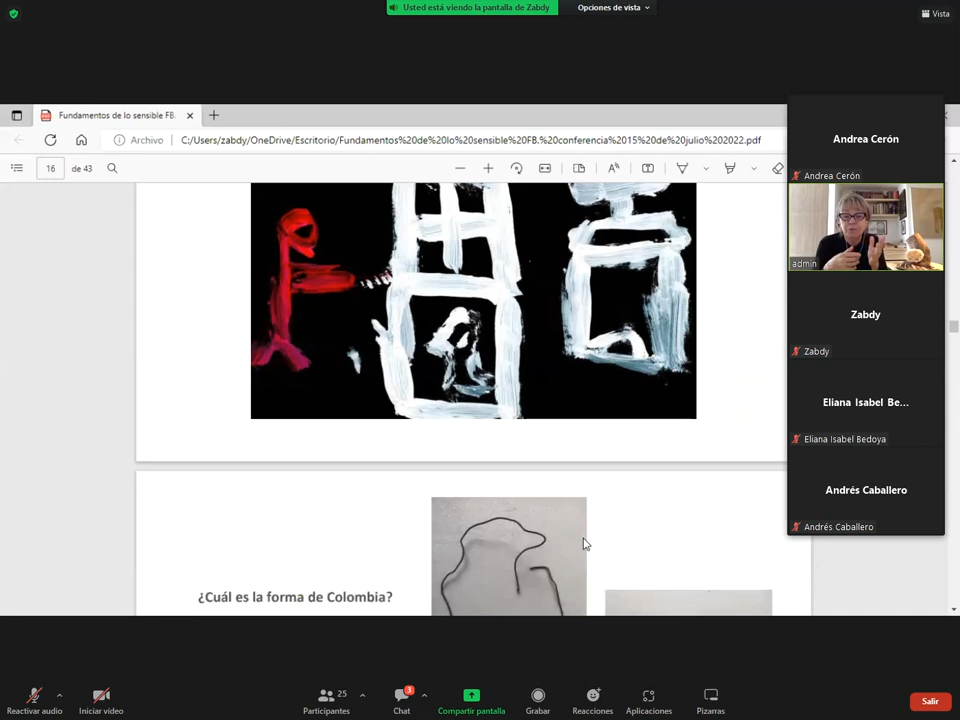 Usted está viendo la pantalla de Zabdy
Opciones de vista
Vista
Fundamentos de lo sensible FB.
Archivo
C:/Users/zabdy/OneDrive/Escritorio/Fundamentos%20de%20lo%20sensible%20FB.%20conferencia%2015%20de%20julio%202022.pdf
16 de 43
Andrea Cerón
Andrea Cerón
admin
Zabdy
Zabdy
Eliana Isabel Be...
Eliana Isabel Bedoya
Andrés Caballero
Andrés Caballero
¿Cuál es la forma de Colombia?
Reactivar audio
Iniciar video
25
Participantes
3
Chat
Compartir pantalla
Grabar
Reacciones
Aplicaciones
Pizarras
Salir